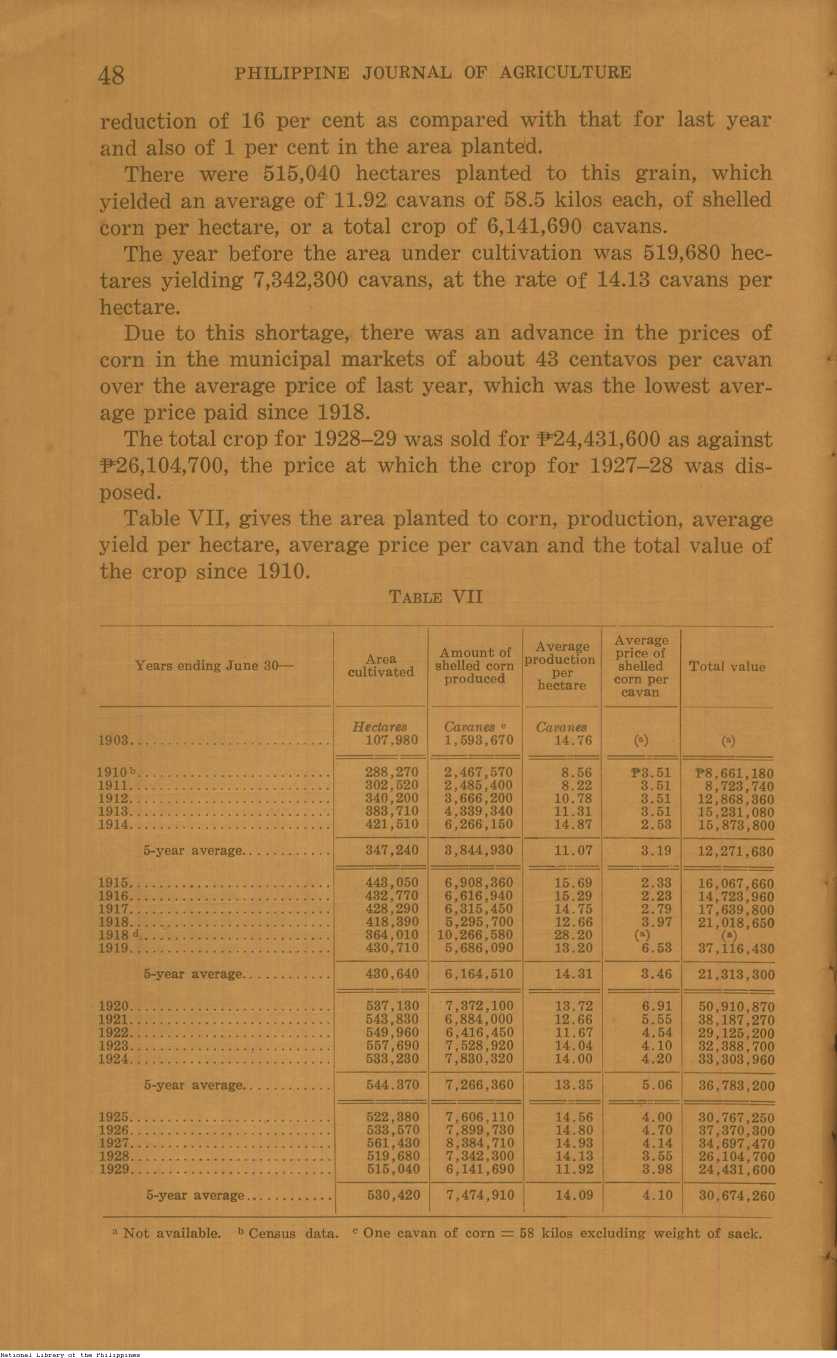 48 PHILIPPINE JOURNAL OF AGRICULTURE
reduction of 16 per cent as compared with that for last year
and also of 1 per cent in the area planted.
There were 515,040 hectares planted to this grain, which
yielded an average of 11.92 cavans of 58.5 kilos each, of shelled
corn per hectare, or a total crop of 6,141,690 cavans.
The year before the area under cultivation was 519,680 hec-
tares yielding 7,342,300 cavans, at the rate of 14.13 cavans per
hectare.
Due to this shortage, there was an advance in the prices of
corn in the municipal markets of about 43 centavos per cavan
over the average price of last year, which was the lowest aver-
age price paid since 1918.
The total crop for 1928–29 was sold for ₱24,431,600 as against
₱26,104,700, the price at which the crop for 1927–28 was dis-
posed.
Table VII, gives the area planted to corn, production, average
yield per hectare, average price per cavan and the total value of
the crop since 1910.
TABLE VII
Years ending June 30— | Area cultivated | Amount of shelled corn produced | Average production per hectare | Average price of shelled corn per cavan | Total value
Hectares Cavanes c Cavanes
1903 107,980 1,593,670 14.76 (a) (a)
1910 b 288,270 2,467,570 8.56 ₱3.51 ₱8,661,180
1911 302,520 2,485,400 8.22 3.51 8,723,740
1912 340,200 3,666,200 10.78 3.51 12,868,360
1913 383,710 4,339,340 11.31 3.51 15,231,080
1914 421,510 6,266,150 14.87 2.53 15,873,800
5-year average 347,240 3,844,930 11.07 3.19 12,271,630
1915 443,050 6,908,360 15.69 2.33 16,067,660
1916 432,770 6,616,940 15.29 2.23 14,723,960
1917 428,290 6,315,450 14.75 2.79 17,639,800
1918 418,390 5,295,700 12.66 3.97 21,018,650
1918 d 364,010 10,266,580 28.20 (a) (a)
1919 430,710 5,686,090 13.20 6.53 37,116,430
5-year average 430,640 6,164,510 14.31 3.46 21,313,300
1920 537,130 7,372,100 13.72 6.91 50,910,870
1921 543,830 6,884,000 12.66 5.55 38,187,270
1922 549,960 6,416,450 11.67 4.54 29,125,200
1923 557,690 7,528,920 14.04 4.10 32,388,700
1924 533,230 7,830,320 14.00 4.20 33,303,960
5-year average 544.370 7,266,360 13.35 5.06 36,783,200
1925 522,380 7,606,110 14.56 4.00 30,767,250
1926 533,570 7,899,730 14.80 4.70 37,370,300
1927 561,430 8,384,710 14.93 4.14 34,697,470
1928 519,680 7,342,300 14.13 3.55 26,104,700
1929 515,040 6,141,690 11.92 3.98 24,431,600
5-year average 530,420 7,474,910 14.09 4.10 30,674,260
a Not available. b Census data. c One cavan of corn = 58 kilos excluding weight of sack.
National Library of the Philippines